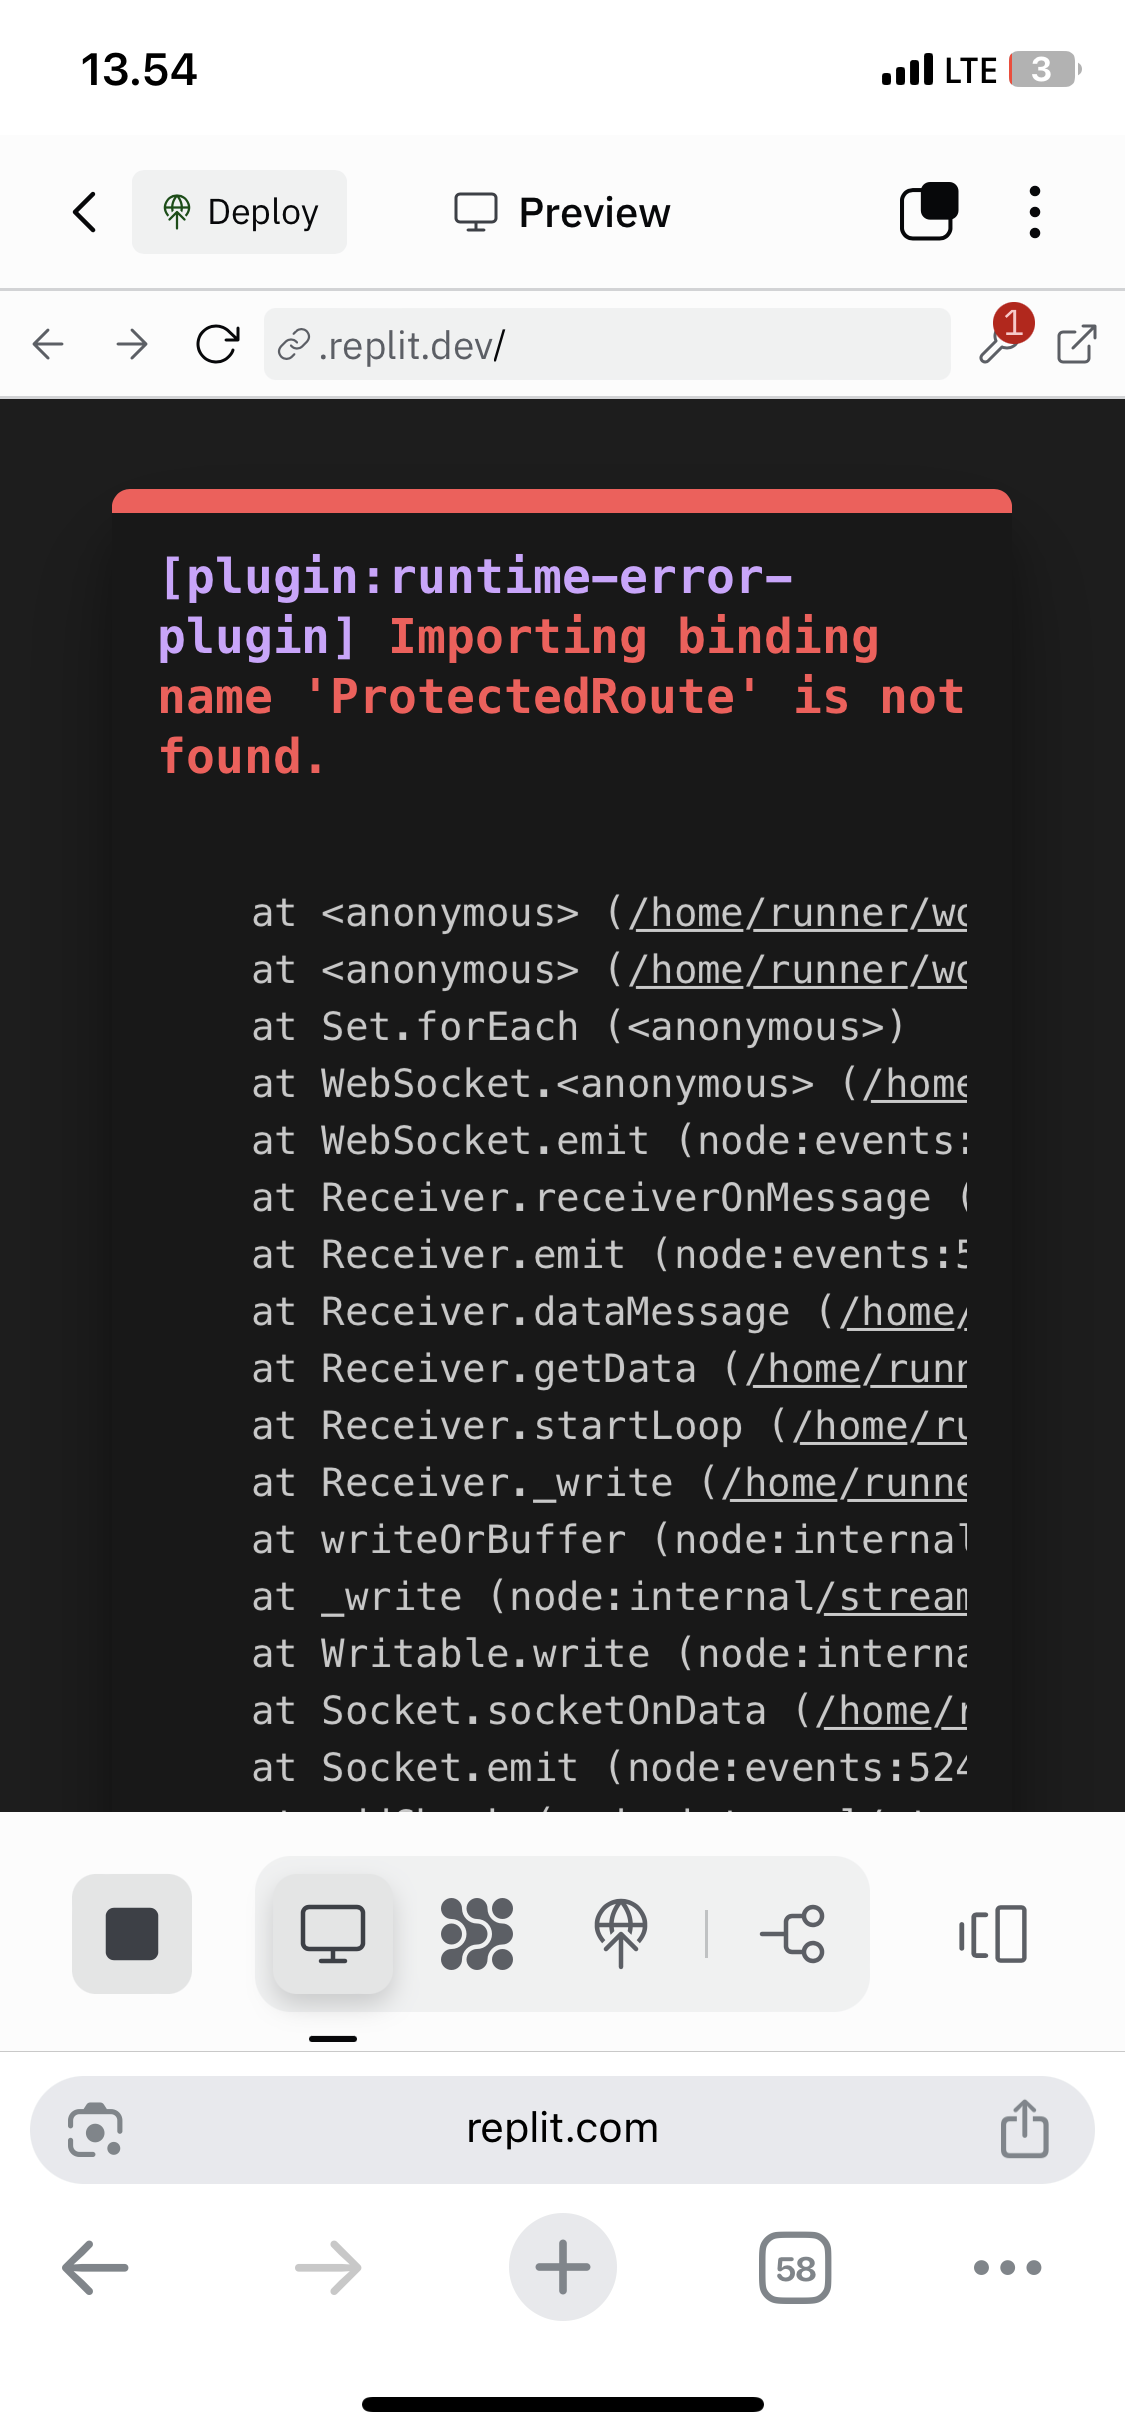 13.54
LTE 3
Deploy
Preview
.replit.dev/
1
[plugin:runtime-error-
plugin] Importing binding
name 'ProtectedRoute' is not
found.
at <anonymous> (/home/runner/wo
at <anonymous> (/home/runner/wo
at Set.forEach (<anonymous>)
at WebSocket.<anonymous> (/home
at WebSocket.emit (node:events:
at Receiver.receiverOnMessage (
at Receiver.emit (node:events:5
at Receiver.dataMessage (/home/
at Receiver.getData (/home/runn
at Receiver.startLoop (/home/ru
at Receiver._write (/home/runne
at writeOrBuffer (node:internal
at _write (node:internal/stream
at Writable.write (node:interna
at Socket.socketOnData (/home/r
at Socket.emit (node:events:524
replit.com
58